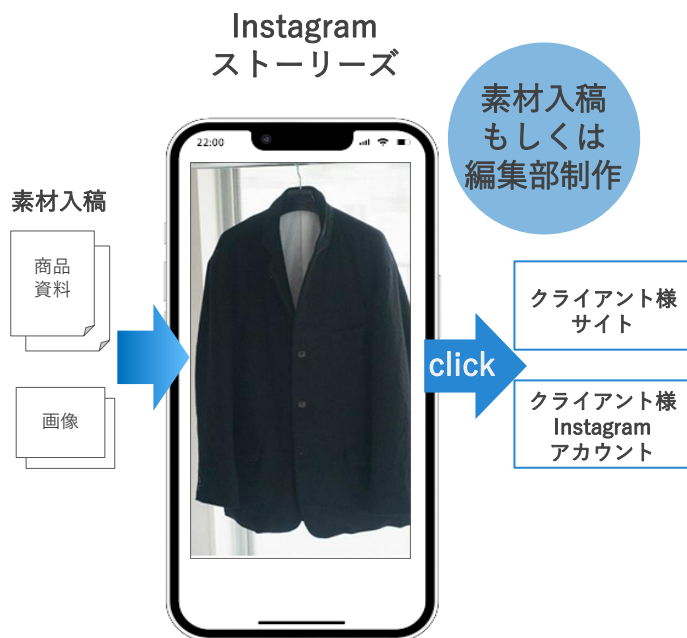 Instagram
ストーリーズ
素材入稿
もしくは
編集部制作
22:00
素材入稿
商品
資料
画像
click
クライアント様
サイト
クライアント様
Instagram
アカウント